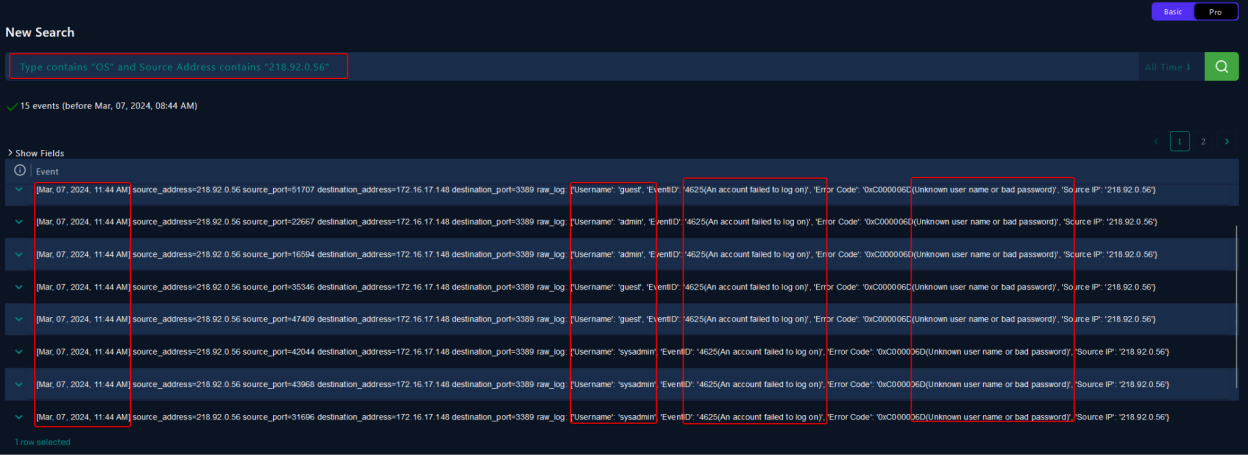 Basic Pro
New Search
Type contains "OS" and Source Address contains "218.92.0.56" All Time
15 events (before Mar, 07, 2024, 08:44 AM)
1 2
Show Fields
Event
[Mar, 07, 2024, 11:44 AM] source_address=218.92.0.56 source_port=51707 destination_address=172.16.17.148 destination_port=3389 raw_log: {'Username': 'guest', 'EventID': '4625(An account failed to log on)', 'Error Code': '0xC000006D(Unknown user name or bad password)', 'Source IP': '218.92.0.56'}
[Mar, 07, 2024, 11:44 AM] source_address=218.92.0.56 source_port=22667 destination_address=172.16.17.148 destination_port=3389 raw_log: {'Username': 'admin', 'EventID': '4625(An account failed to log on)', 'Error Code': '0xC000006D(Unknown user name or bad password)', 'Source IP': '218.92.0.56'}
[Mar, 07, 2024, 11:44 AM] source_address=218.92.0.56 source_port=16594 destination_address=172.16.17.148 destination_port=3389 raw_log: {'Username': 'admin', 'EventID': '4625(An account failed to log on)', 'Error Code': '0xC000006D(Unknown user name or bad password)', 'Source IP': '218.92.0.56'}
[Mar, 07, 2024, 11:44 AM] source_address=218.92.0.56 source_port=35346 destination_address=172.16.17.148 destination_port=3389 raw_log: {'Username': 'guest', 'EventID': '4625(An account failed to log on)', 'Error Code': '0xC000006D(Unknown user name or bad password)', 'Source IP': '218.92.0.56'}
[Mar, 07, 2024, 11:44 AM] source_address=218.92.0.56 source_port=47409 destination_address=172.16.17.148 destination_port=3389 raw_log: {'Username': 'guest', 'EventID': '4625(An account failed to log on)', 'Error Code': '0xC000006D(Unknown user name or bad password)', 'Source IP': '218.92.0.56'}
[Mar, 07, 2024, 11:44 AM] source_address=218.92.0.56 source_port=42044 destination_address=172.16.17.148 destination_port=3389 raw_log: {'Username': 'sysadmin', 'EventID': '4625(An account failed to log on)', 'Error Code': '0xC000006D(Unknown user name or bad password)', 'Source IP': '218.92.0.56'}
[Mar, 07, 2024, 11:44 AM] source_address=218.92.0.56 source_port=43968 destination_address=172.16.17.148 destination_port=3389 raw_log: {'Username': 'sysadmin', 'EventID': '4625(An account failed to log on)', 'Error Code': '0xC000006D(Unknown user name or bad password)', 'Source IP': '218.92.0.56'}
[Mar, 07, 2024, 11:44 AM] source_address=218.92.0.56 source_port=31696 destination_address=172.16.17.148 destination_port=3389 raw_log: {'Username': 'sysadmin', 'EventID': '4625(An account failed to log on)', 'Error Code': '0xC000006D(Unknown user name or bad password)', 'Source IP': '218.92.0.56'}
1 row selected